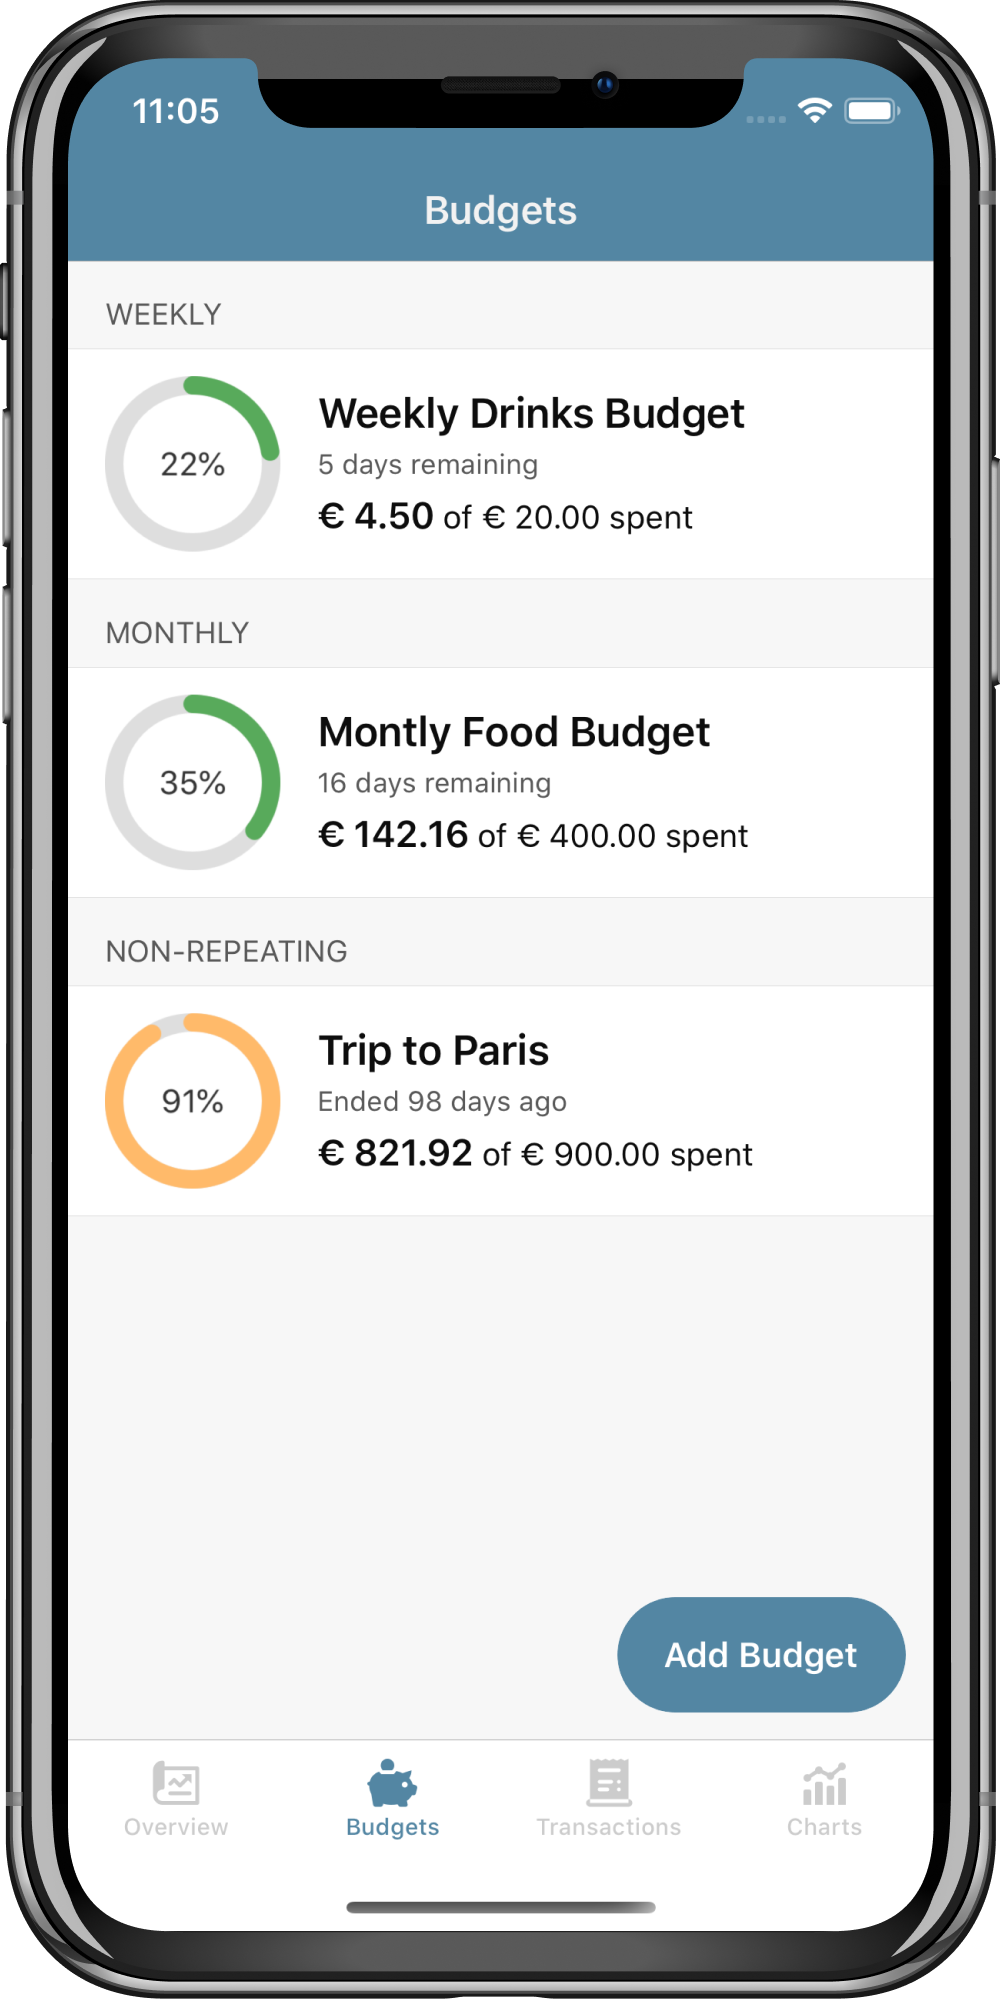 11:05
Budgets
WEEKLY
22%
Weekly Drinks Budget
5 days remaining
€ 4.50 of € 20.00 spent
MONTHLY
35%
Montly Food Budget
16 days remaining
€ 142.16 of € 400.00 spent
NON-REPEATING
91%
Trip to Paris
Ended 98 days ago
€ 821.92 of € 900.00 spent
Add Budget
Overview
Budgets
Transactions
Charts